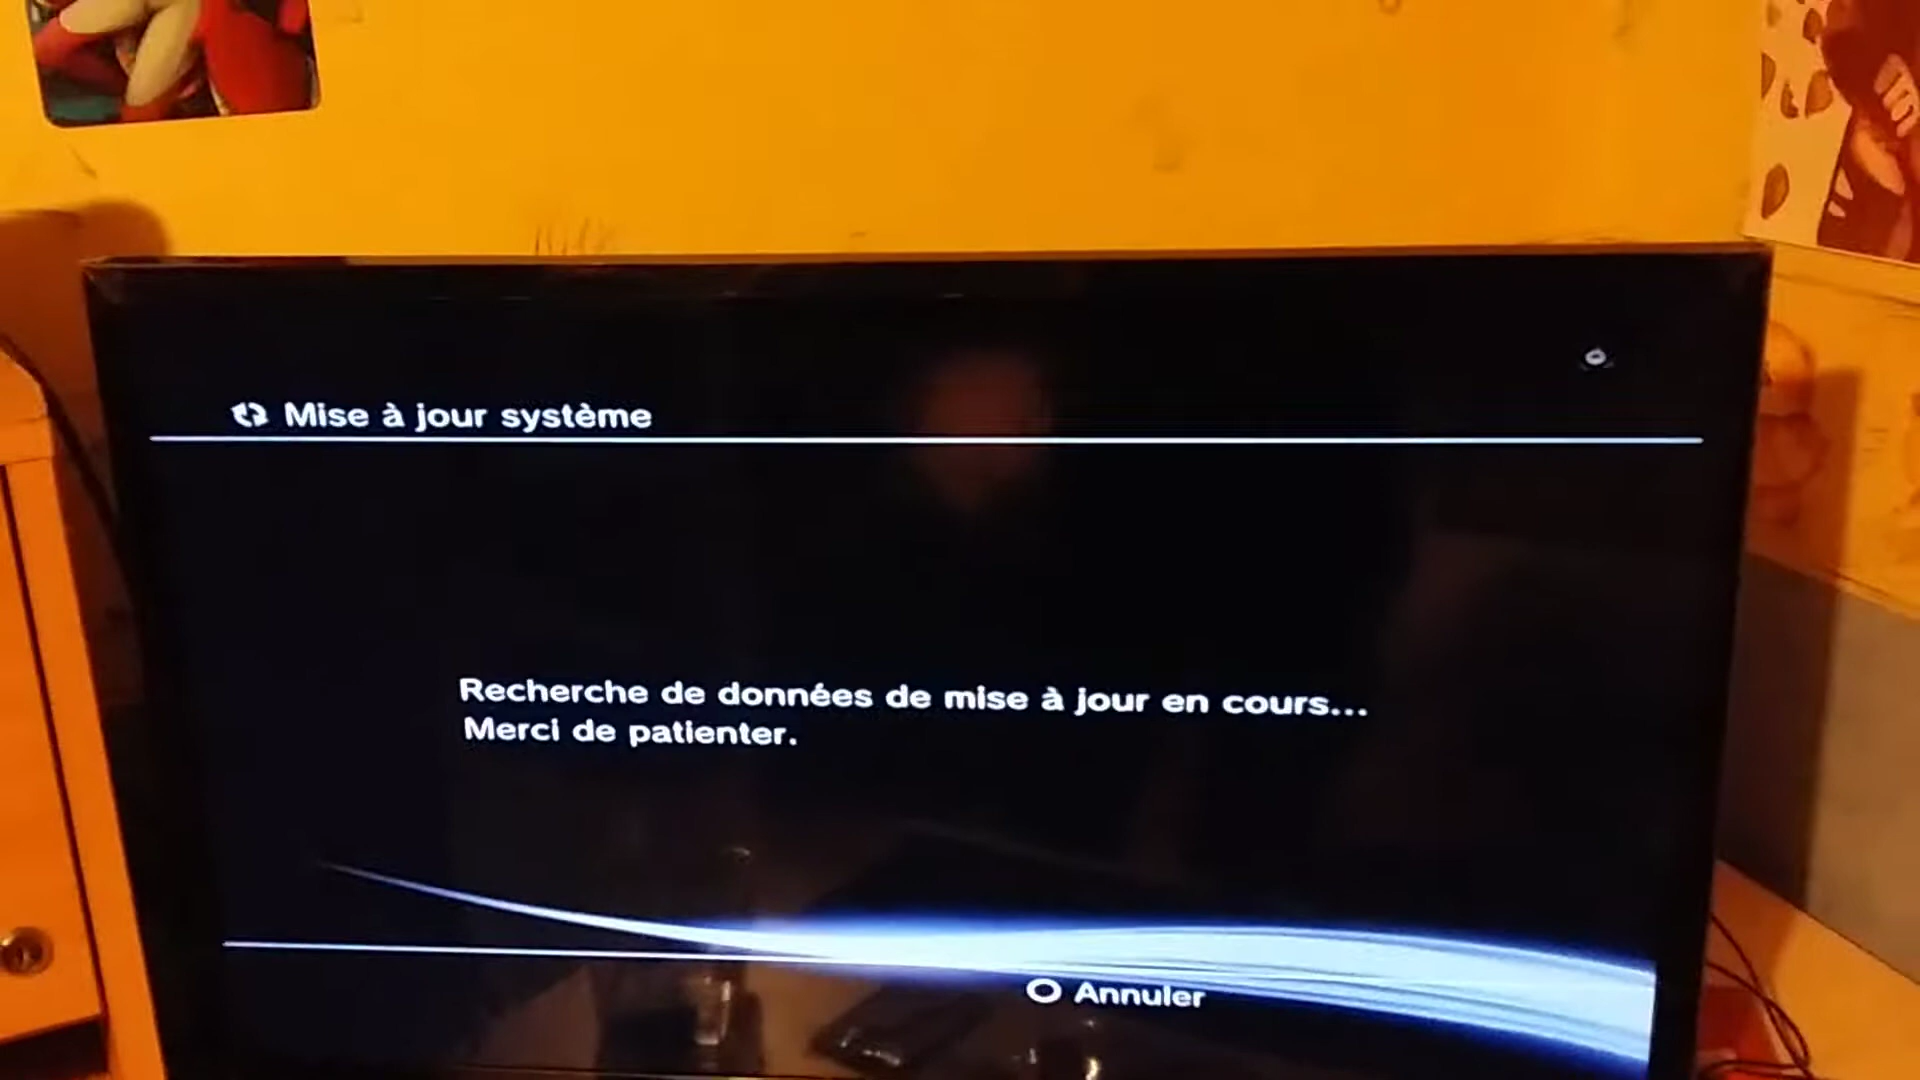 Mise à jour système
Recherche de données de mise à jour en cours...
Merci de patienter.
Annuler